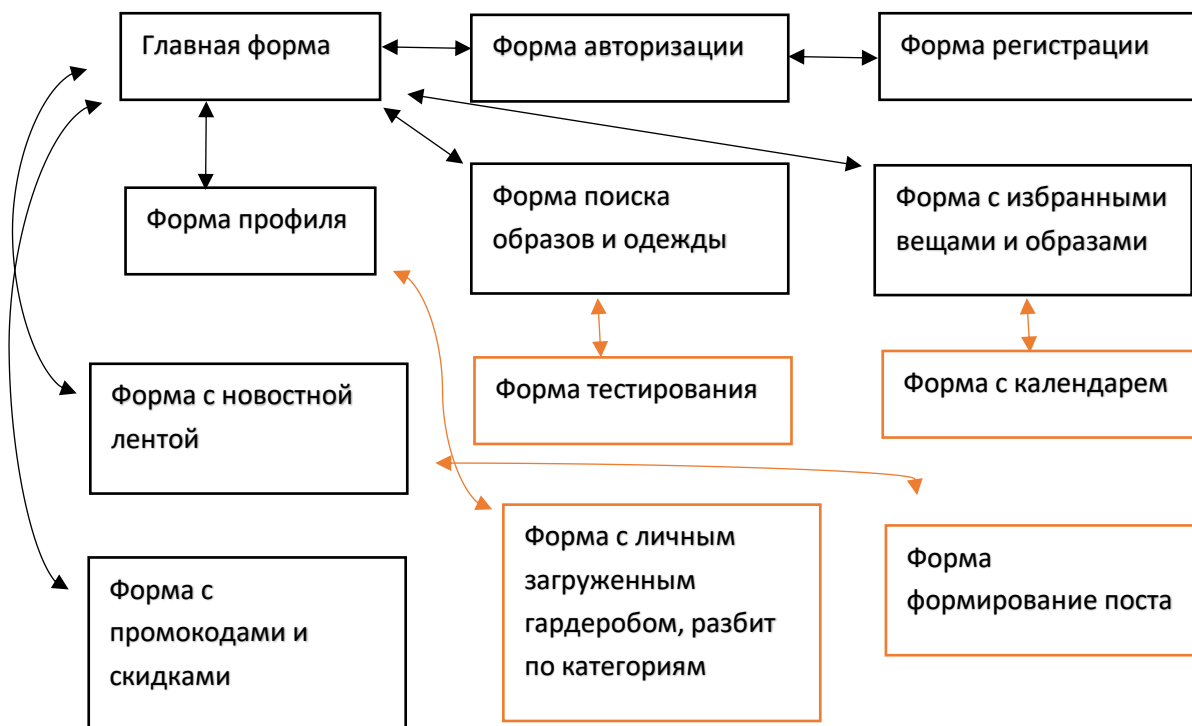 Главная форма
Форма авторизации
Форма регистрации
Форма профиля
Форма поиска
образов и одежды
Форма с избранными
вещами и образами
Форма с новостной
лентой
Форма тестирования
Форма с календарем
Форма с
промокодами и
скидками
Форма с личным
загруженным
гардеробом, разбит
по категориям
Форма
формирование поста